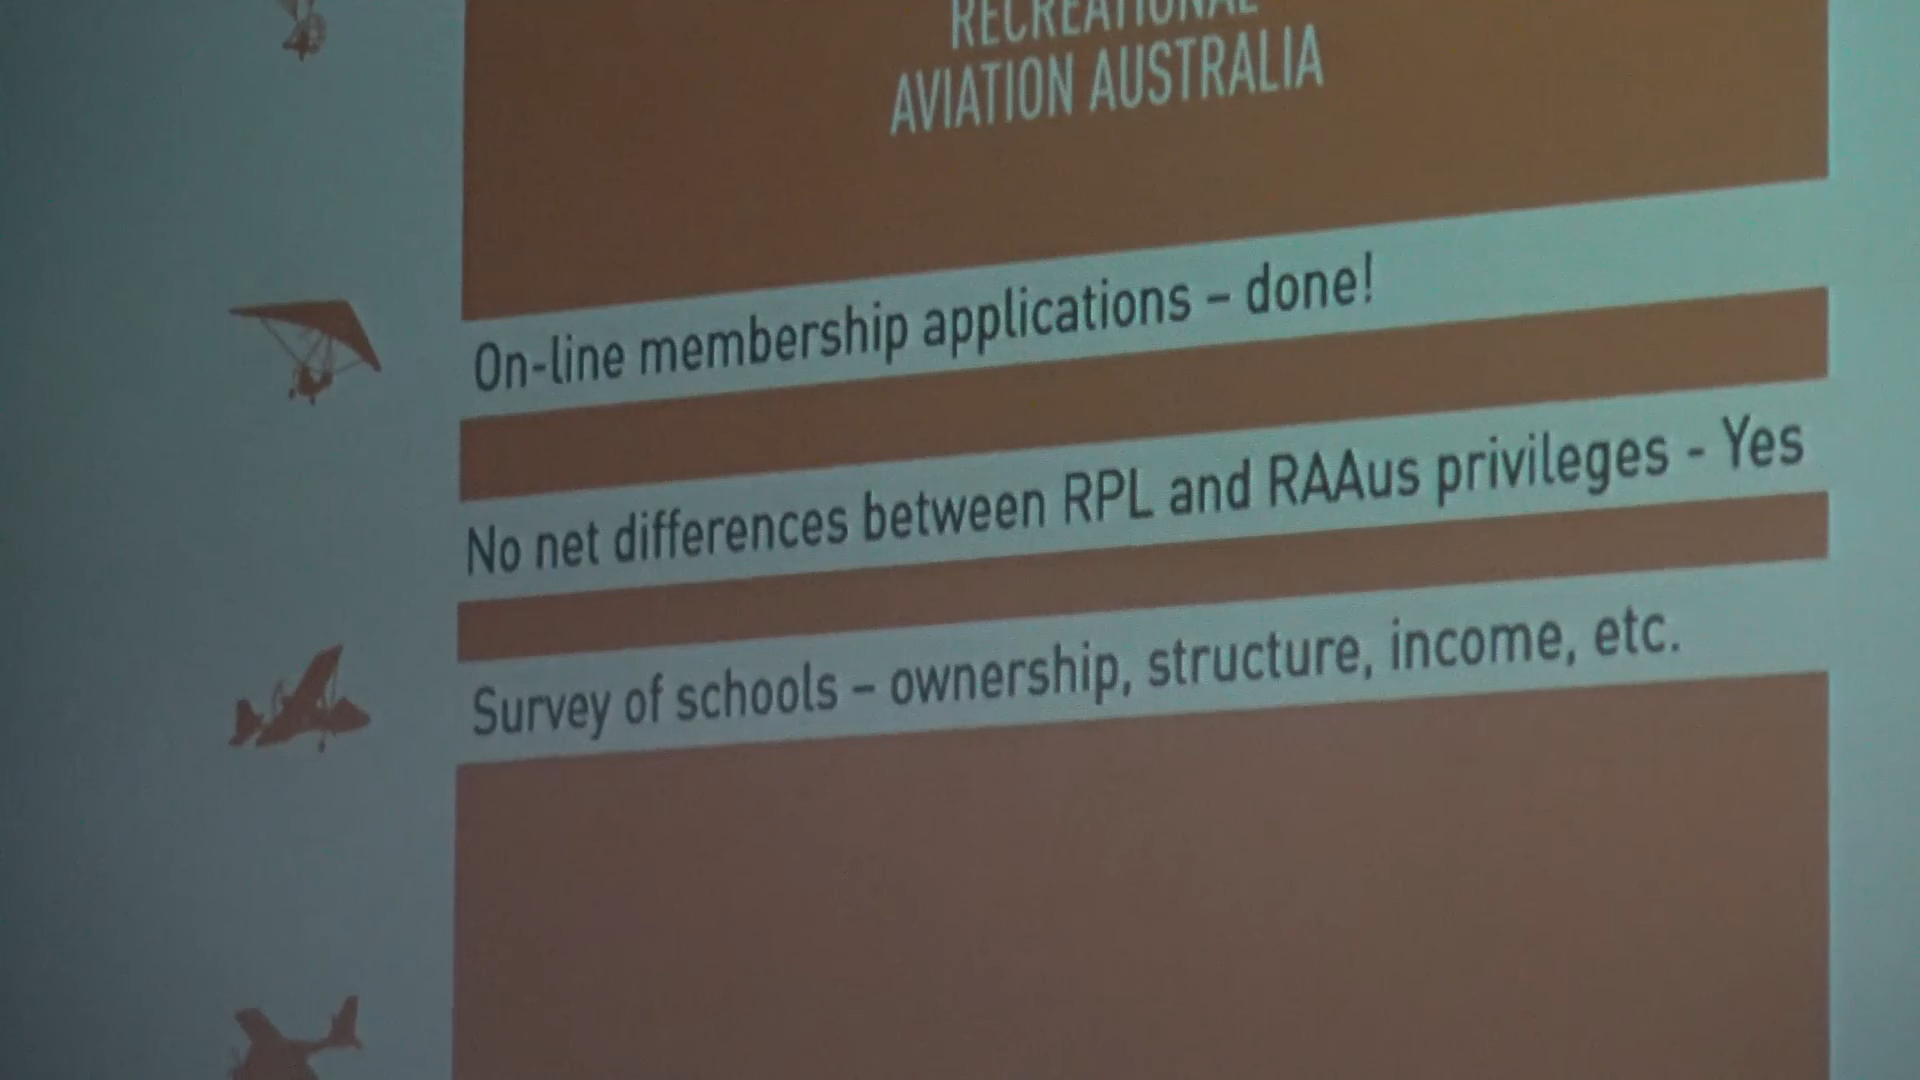 RECREATIONAL
AVIATION AUSTRALIA
On-line membership applications – done!
No net differences between RPL and RAAus privileges - Yes
Survey of schools – ownership, structure, income, etc.